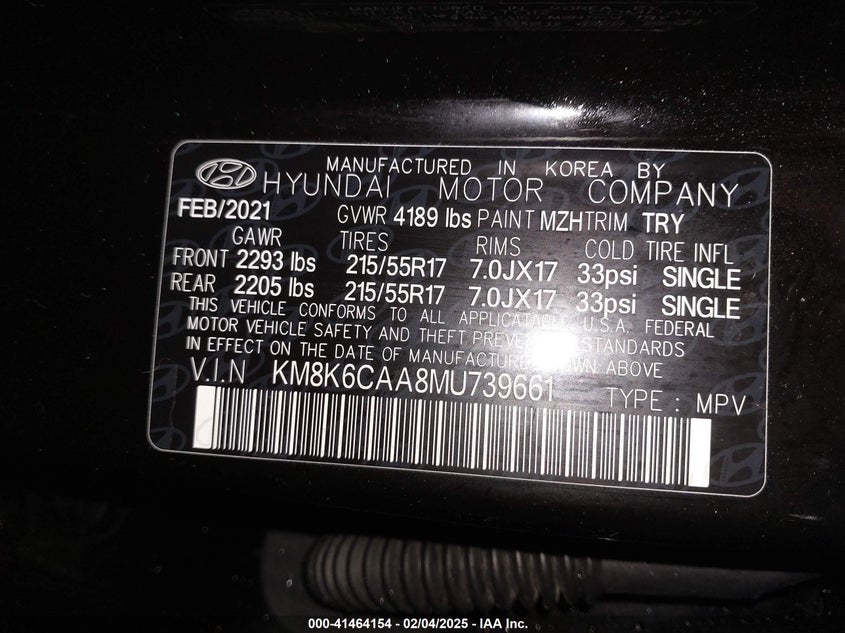 MANUFACTURED IN KOREA BY
HYUNDAI MOTOR COMPANY
FEB/2021 GVWR 4189 lbs PAINT MZH TRIM TRY
GAWR TIRES RIMS COLD TIRE INFL
FRONT 2293 lbs 215/55R17 7.0JX17 33psi SINGLE
REAR 2205 lbs 215/55R17 7.0JX17 33psi SINGLE
THIS VEHICLE CONFORMS TO ALL APPLICATABLE U.S.A. FEDERAL
MOTOR VEHICLE SAFETY AND THEFT PREVENTION STANDARDS
IN EFFECT ON THE DATE OF MANUFACTURE SHOWN ABOVE
V.I.N KM8K6CAA8MU739661 TYPE : MPV
000-41464154 - 02/04/2025 - IAA Inc.